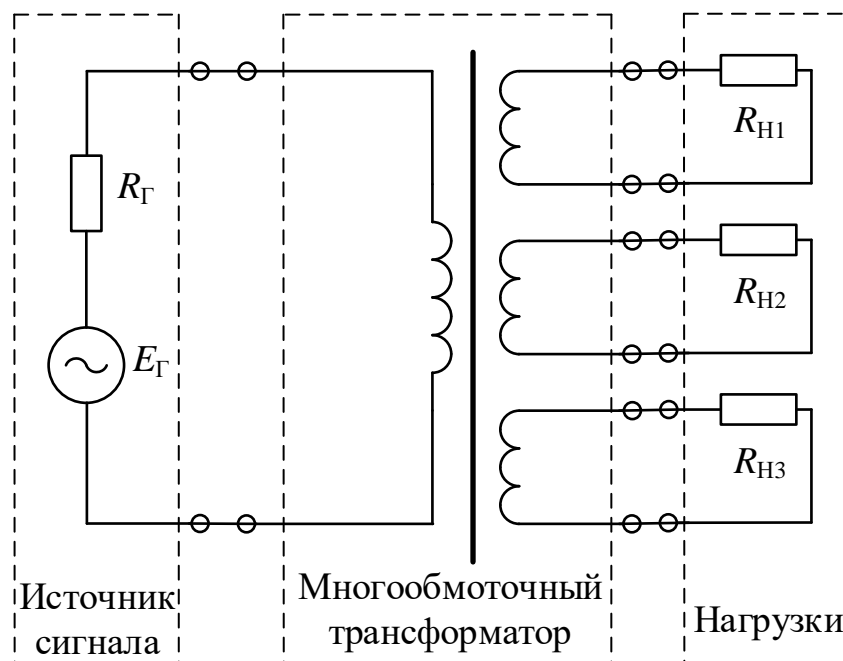 R_Г
E_Г
R_Н1
R_Н2
R_Н3
Источник
сигнала
Многообмоточный
трансформатор
Нагрузки